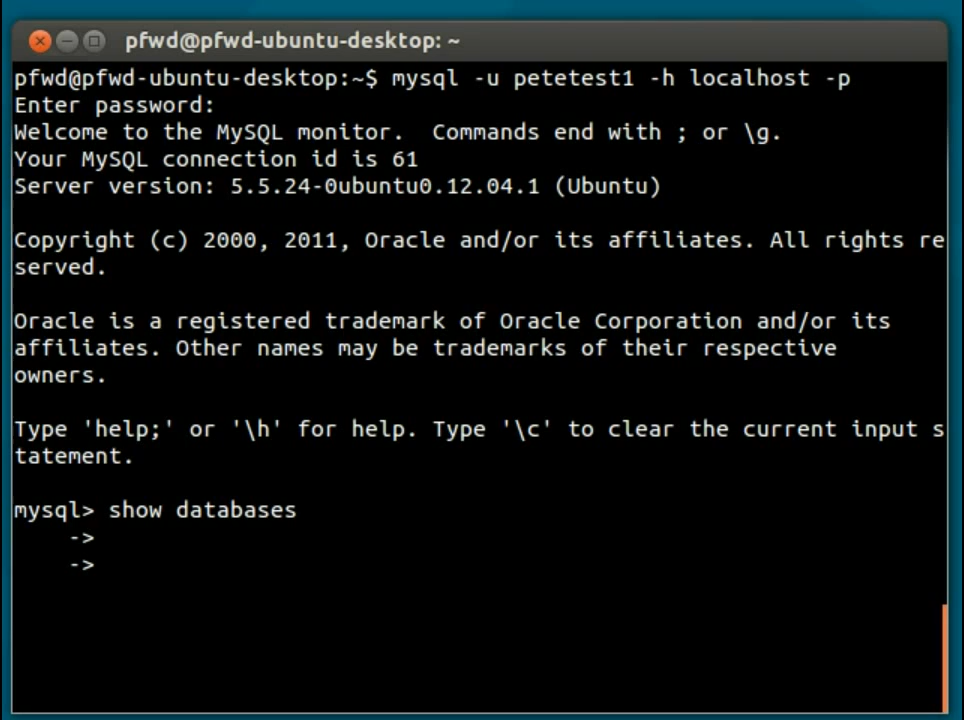 pfwd@pfwd-ubuntu-desktop: ~
pfwd@pfwd-ubuntu-desktop:~$ mysql -u petetest1 -h localhost -p
Enter password:
Welcome to the MySQL monitor.  Commands end with ; or \g.
Your MySQL connection id is 61
Server version: 5.5.24-0ubuntu0.12.04.1 (Ubuntu)
Copyright (c) 2000, 2011, Oracle and/or its affiliates. All rights re
served.
Oracle is a registered trademark of Oracle Corporation and/or its
affiliates. Other names may be trademarks of their respective
owners.
Type 'help;' or '\h' for help. Type '\c' to clear the current input s
tatement.
mysql> show databases
    ->
    ->